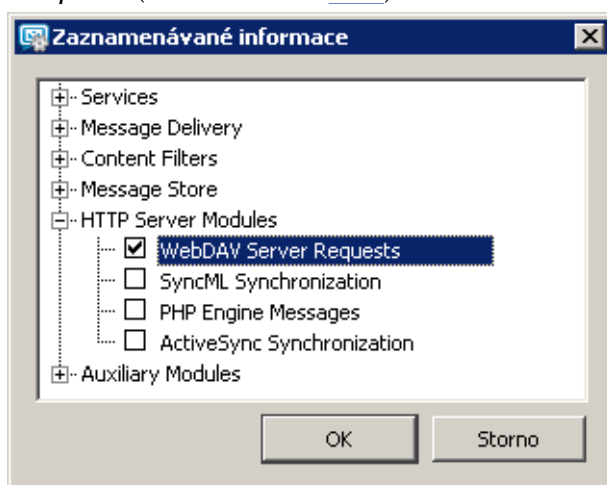 Zaznamenávané informace
Services
Message Delivery
Content Filters
Message Store
HTTP Server Modules
WebDAV Server Requests
SyncML Synchronization
PHP Engine Messages
ActiveSync Synchronization
Auxiliary Modules
OK Storno